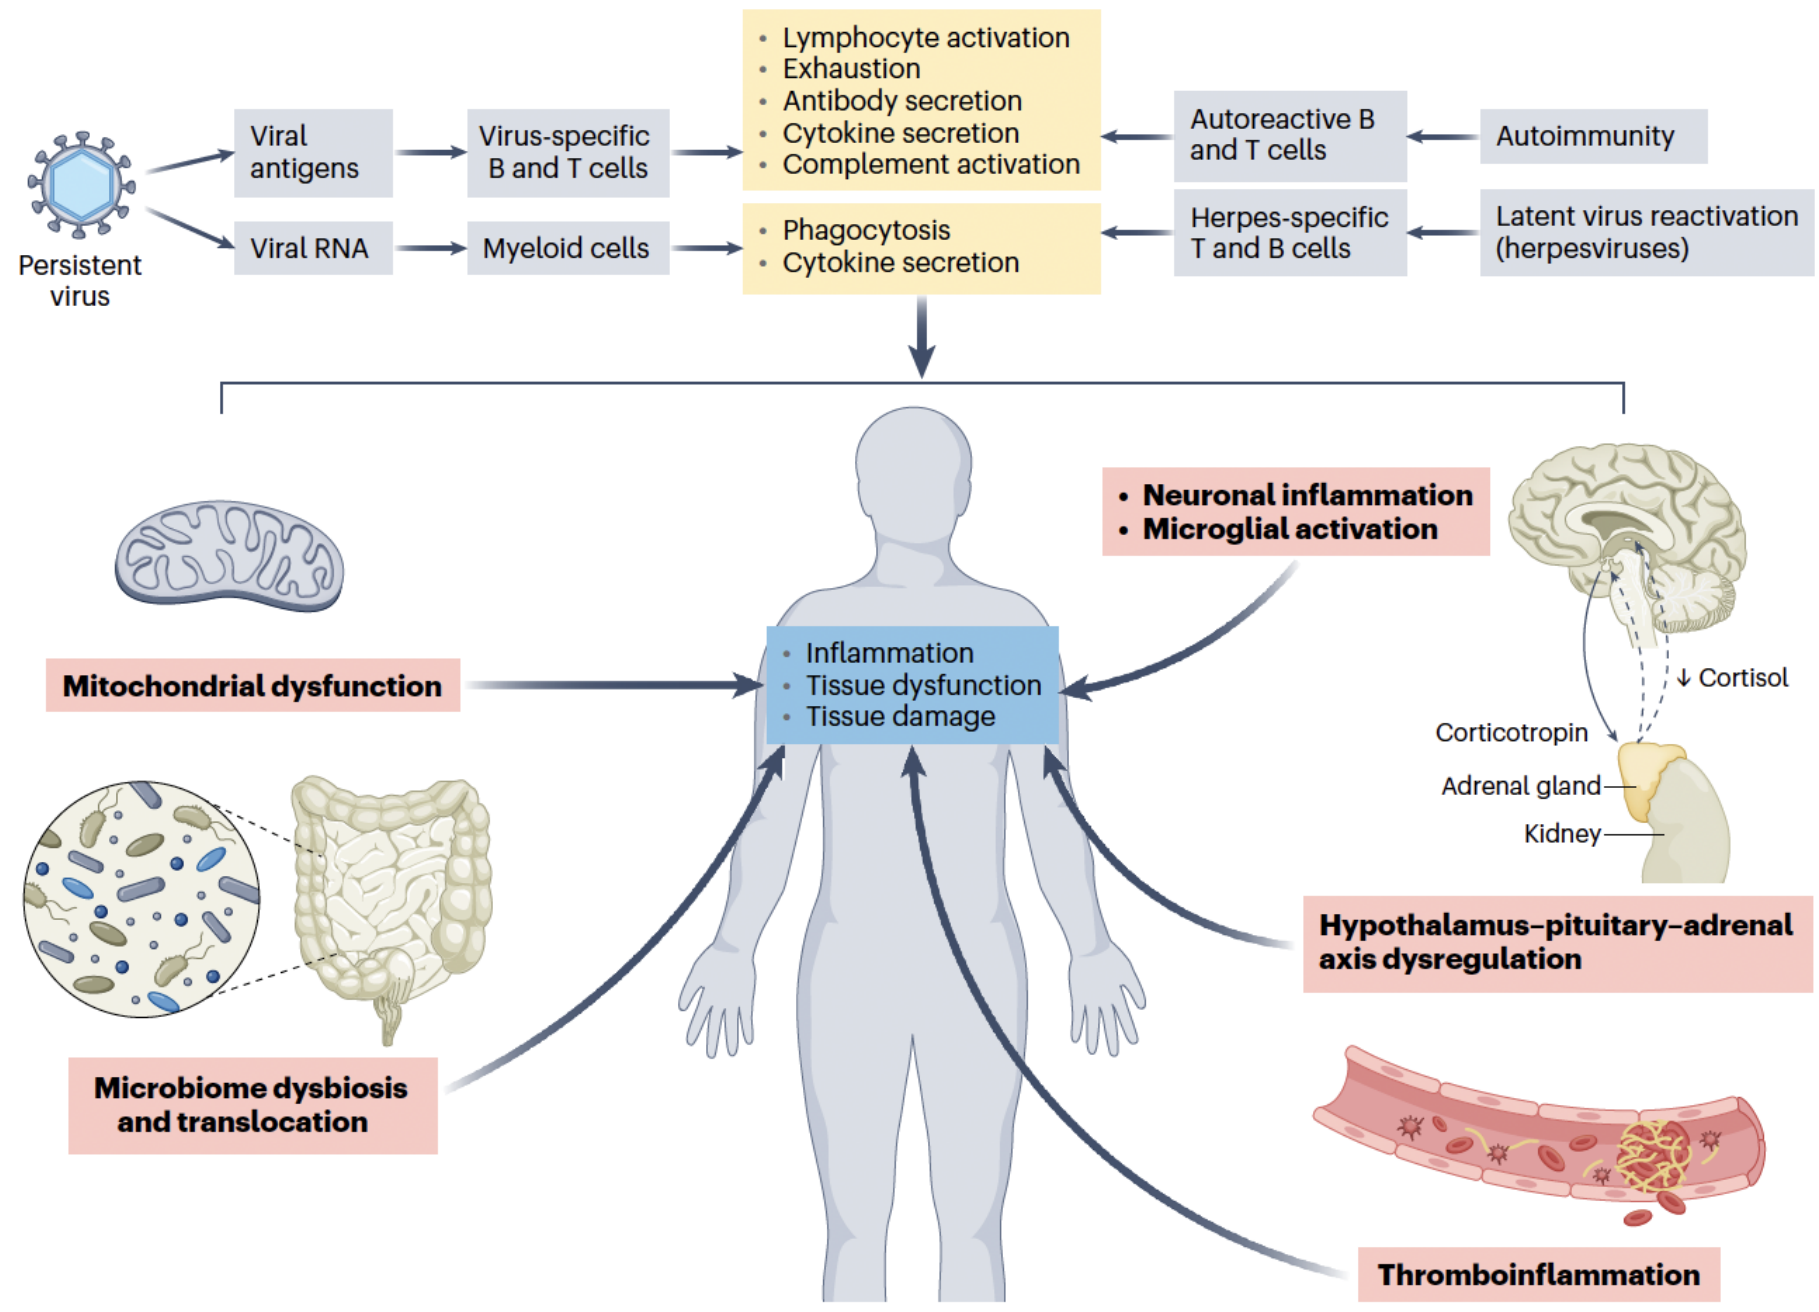 Persistent
virus
Viral
antigens
Viral RNA
Virus-specific
B and T cells
Myeloid cells
• Lymphocyte activation
• Exhaustion
• Antibody secretion
• Cytokine secretion
• Complement activation
• Phagocytosis
• Cytokine secretion
Autoreactive B
and T cells
Autoimmunity
Herpes-specific
T and B cells
Latent virus reactivation
(herpesviruses)
• Neuronal inflammation
• Microglial activation
Mitochondrial dysfunction
• Inflammation
• Tissue dysfunction
• Tissue damage
↓ Cortisol
Corticotropin
Adrenal gland
Kidney
Hypothalamus–pituitary–adrenal
axis dysregulation
Microbiome dysbiosis
and translocation
Thromboinflammation